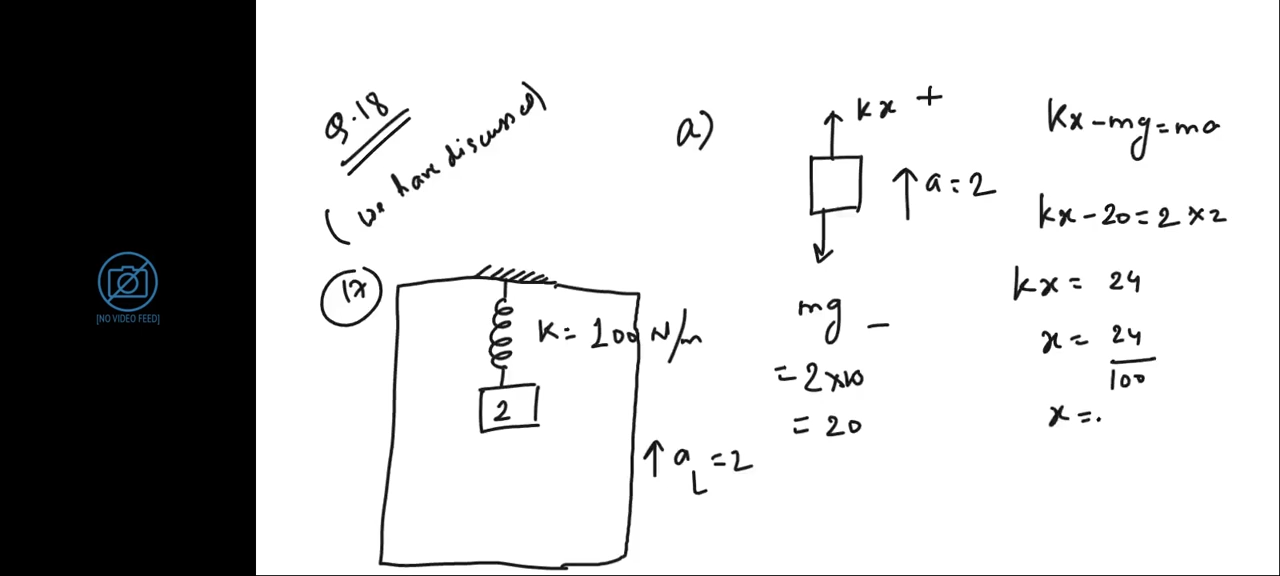 [NO VIDEO FEED]
Q.18
(we have discussed)
17
K = 100 N/m
2
↑ a_L = 2
a)
kx +
↑ a = 2
mg -
= 2×10
= 20
Kx - mg = ma
kx - 20 = 2 × 2
kx = 24
x = 24
100
x = .